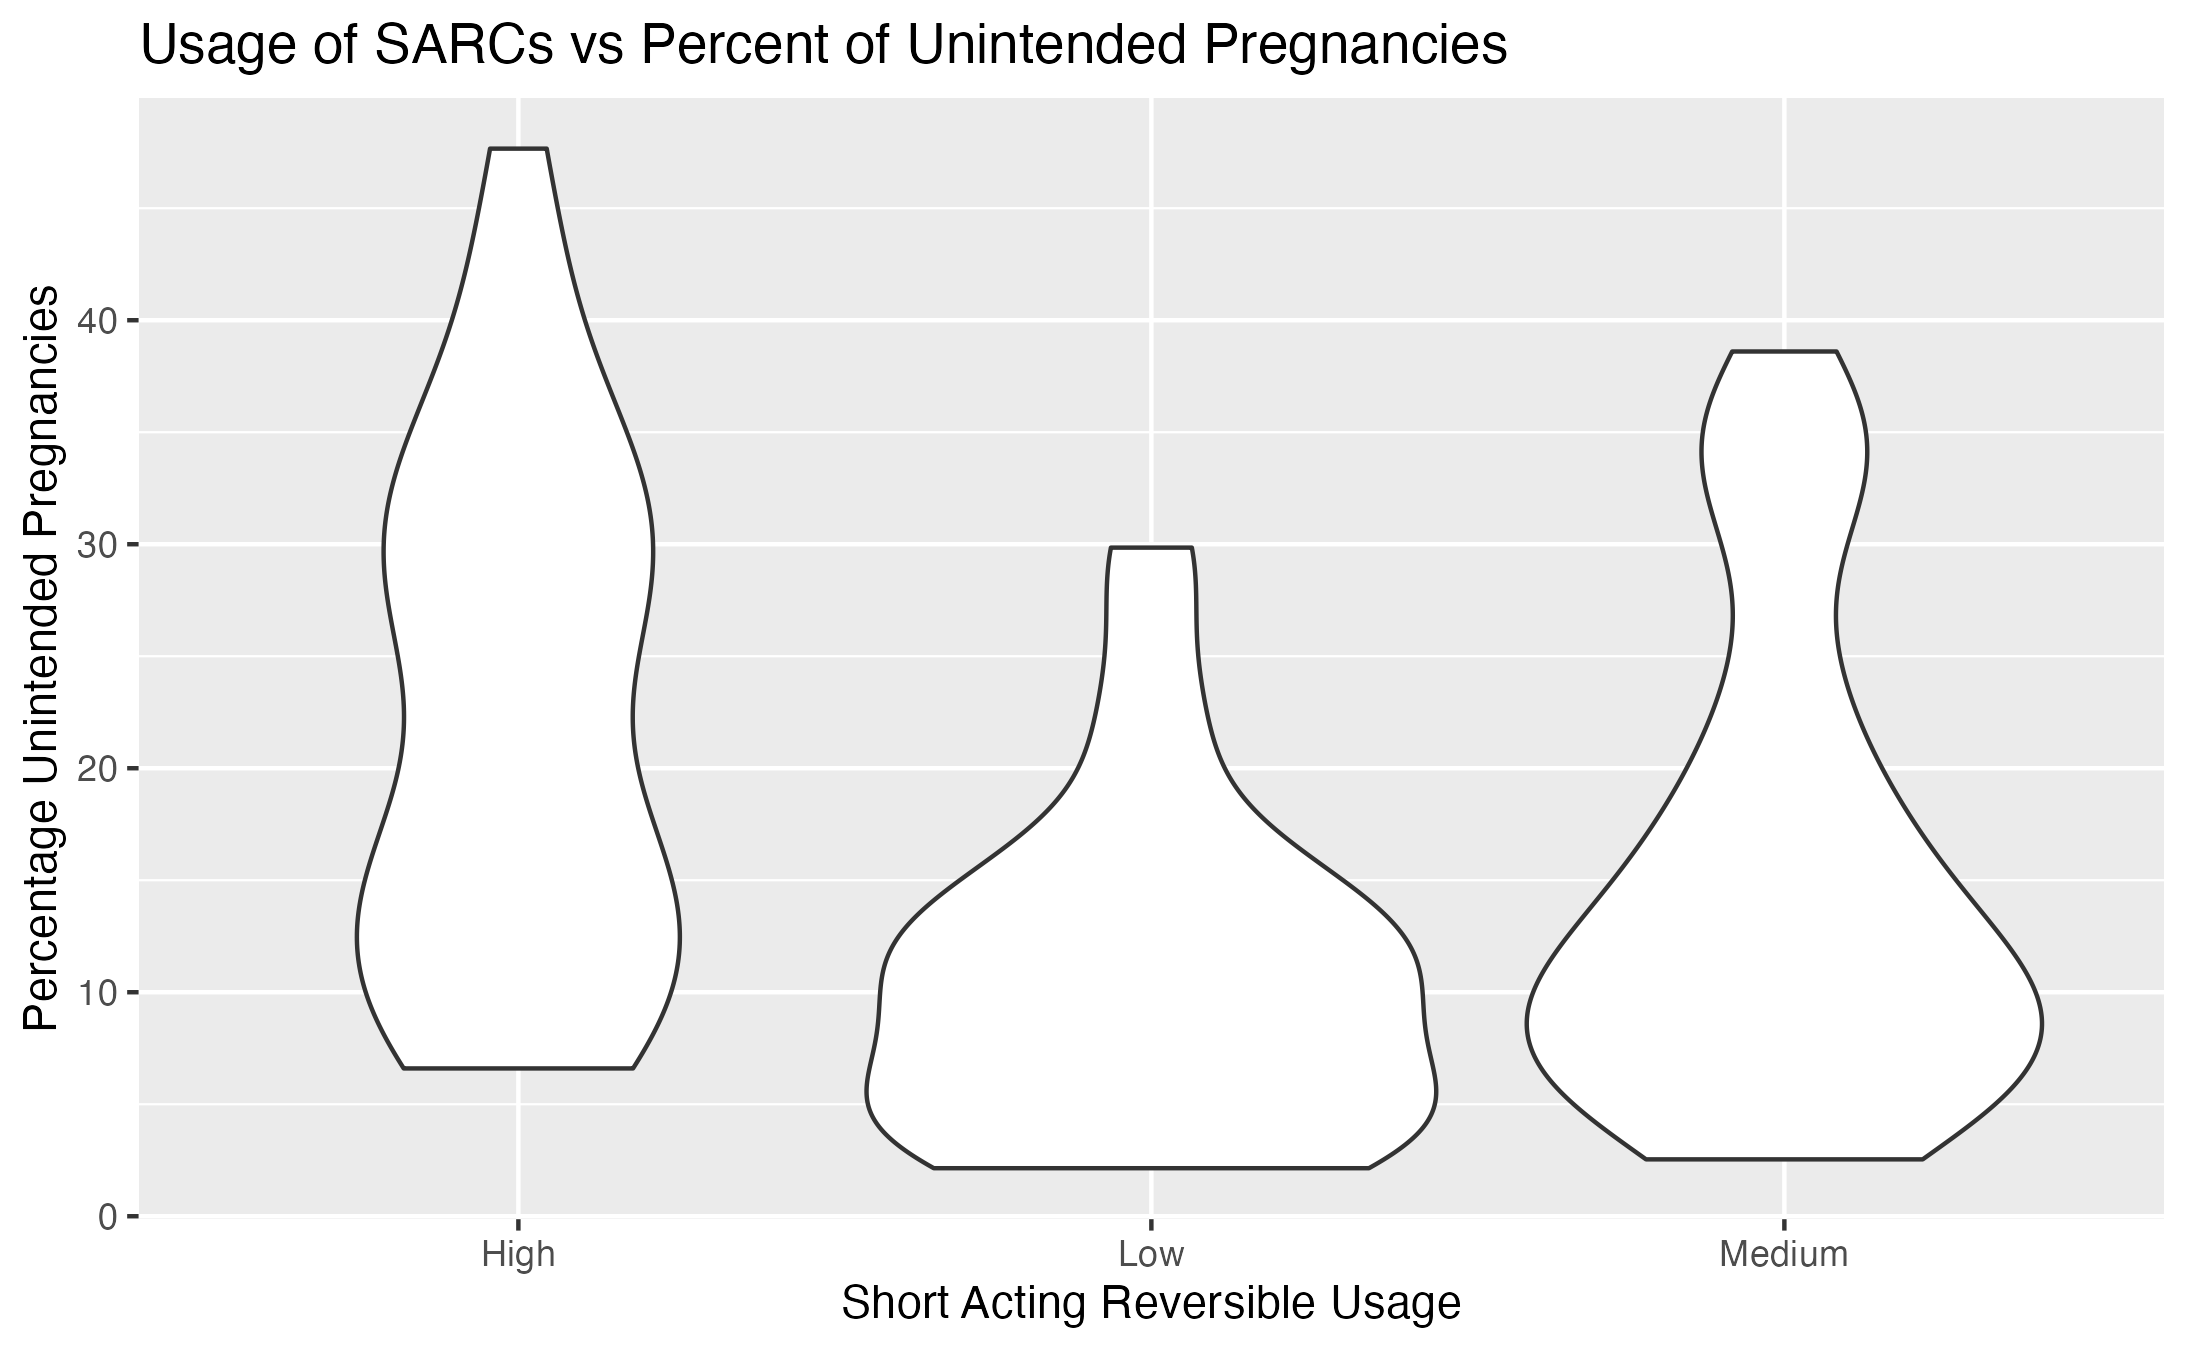 Usage of SARCs vs Percent of Unintended Pregnancies
Percentage Unintended Pregnancies
40
30
20
10
0
High
Low
Medium
Short Acting Reversible Usage